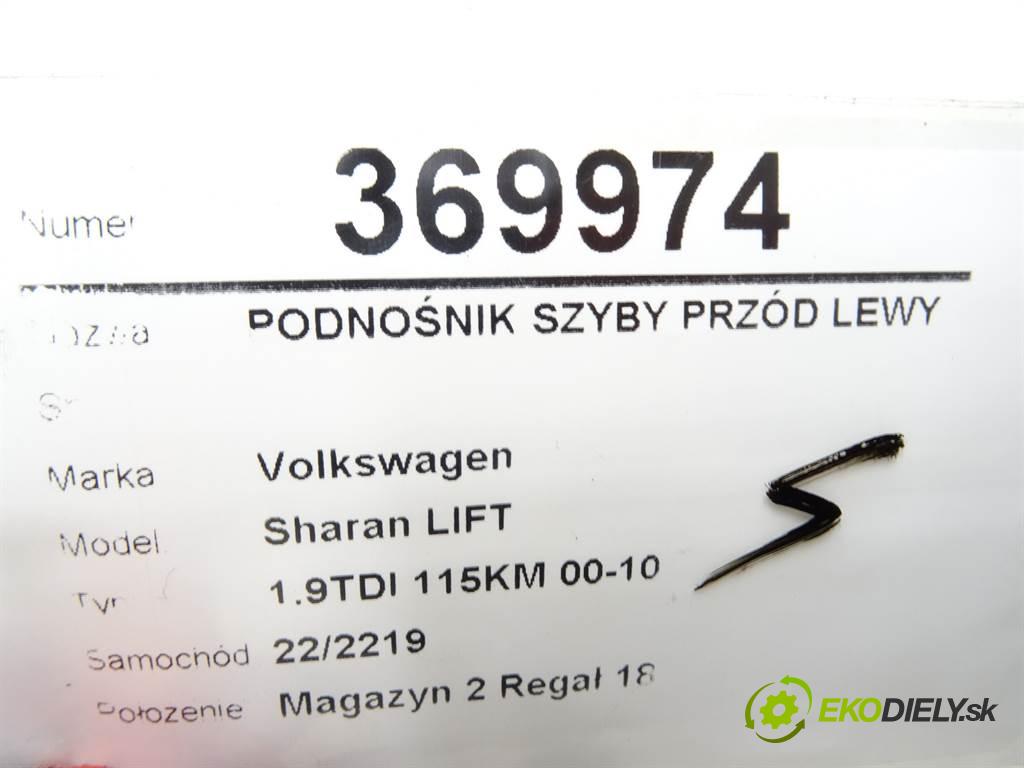 Numer 369974
PODNOŚNIK SZYBY PRZÓD LEWY
Marka Volkswagen
Model Sharan LIFT
Typ 1.9TDI 115KM 00-10
Samochód 22/2219
Położenie Magazyn 2 Regał 18
EKODIELY.sk